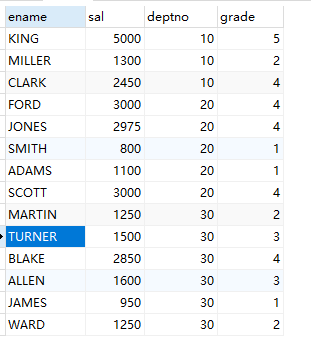 ename sal deptno grade
KING 5000 10 5
MILLER 1300 10 2
CLARK 2450 10 4
FORD 3000 20 4
JONES 2975 20 4
SMITH 800 20 1
ADAMS 1100 20 1
SCOTT 3000 20 4
MARTIN 1250 30 2
TURNER 1500 30 3
BLAKE 2850 30 4
ALLEN 1600 30 3
JAMES 950 30 1
WARD 1250 30 2